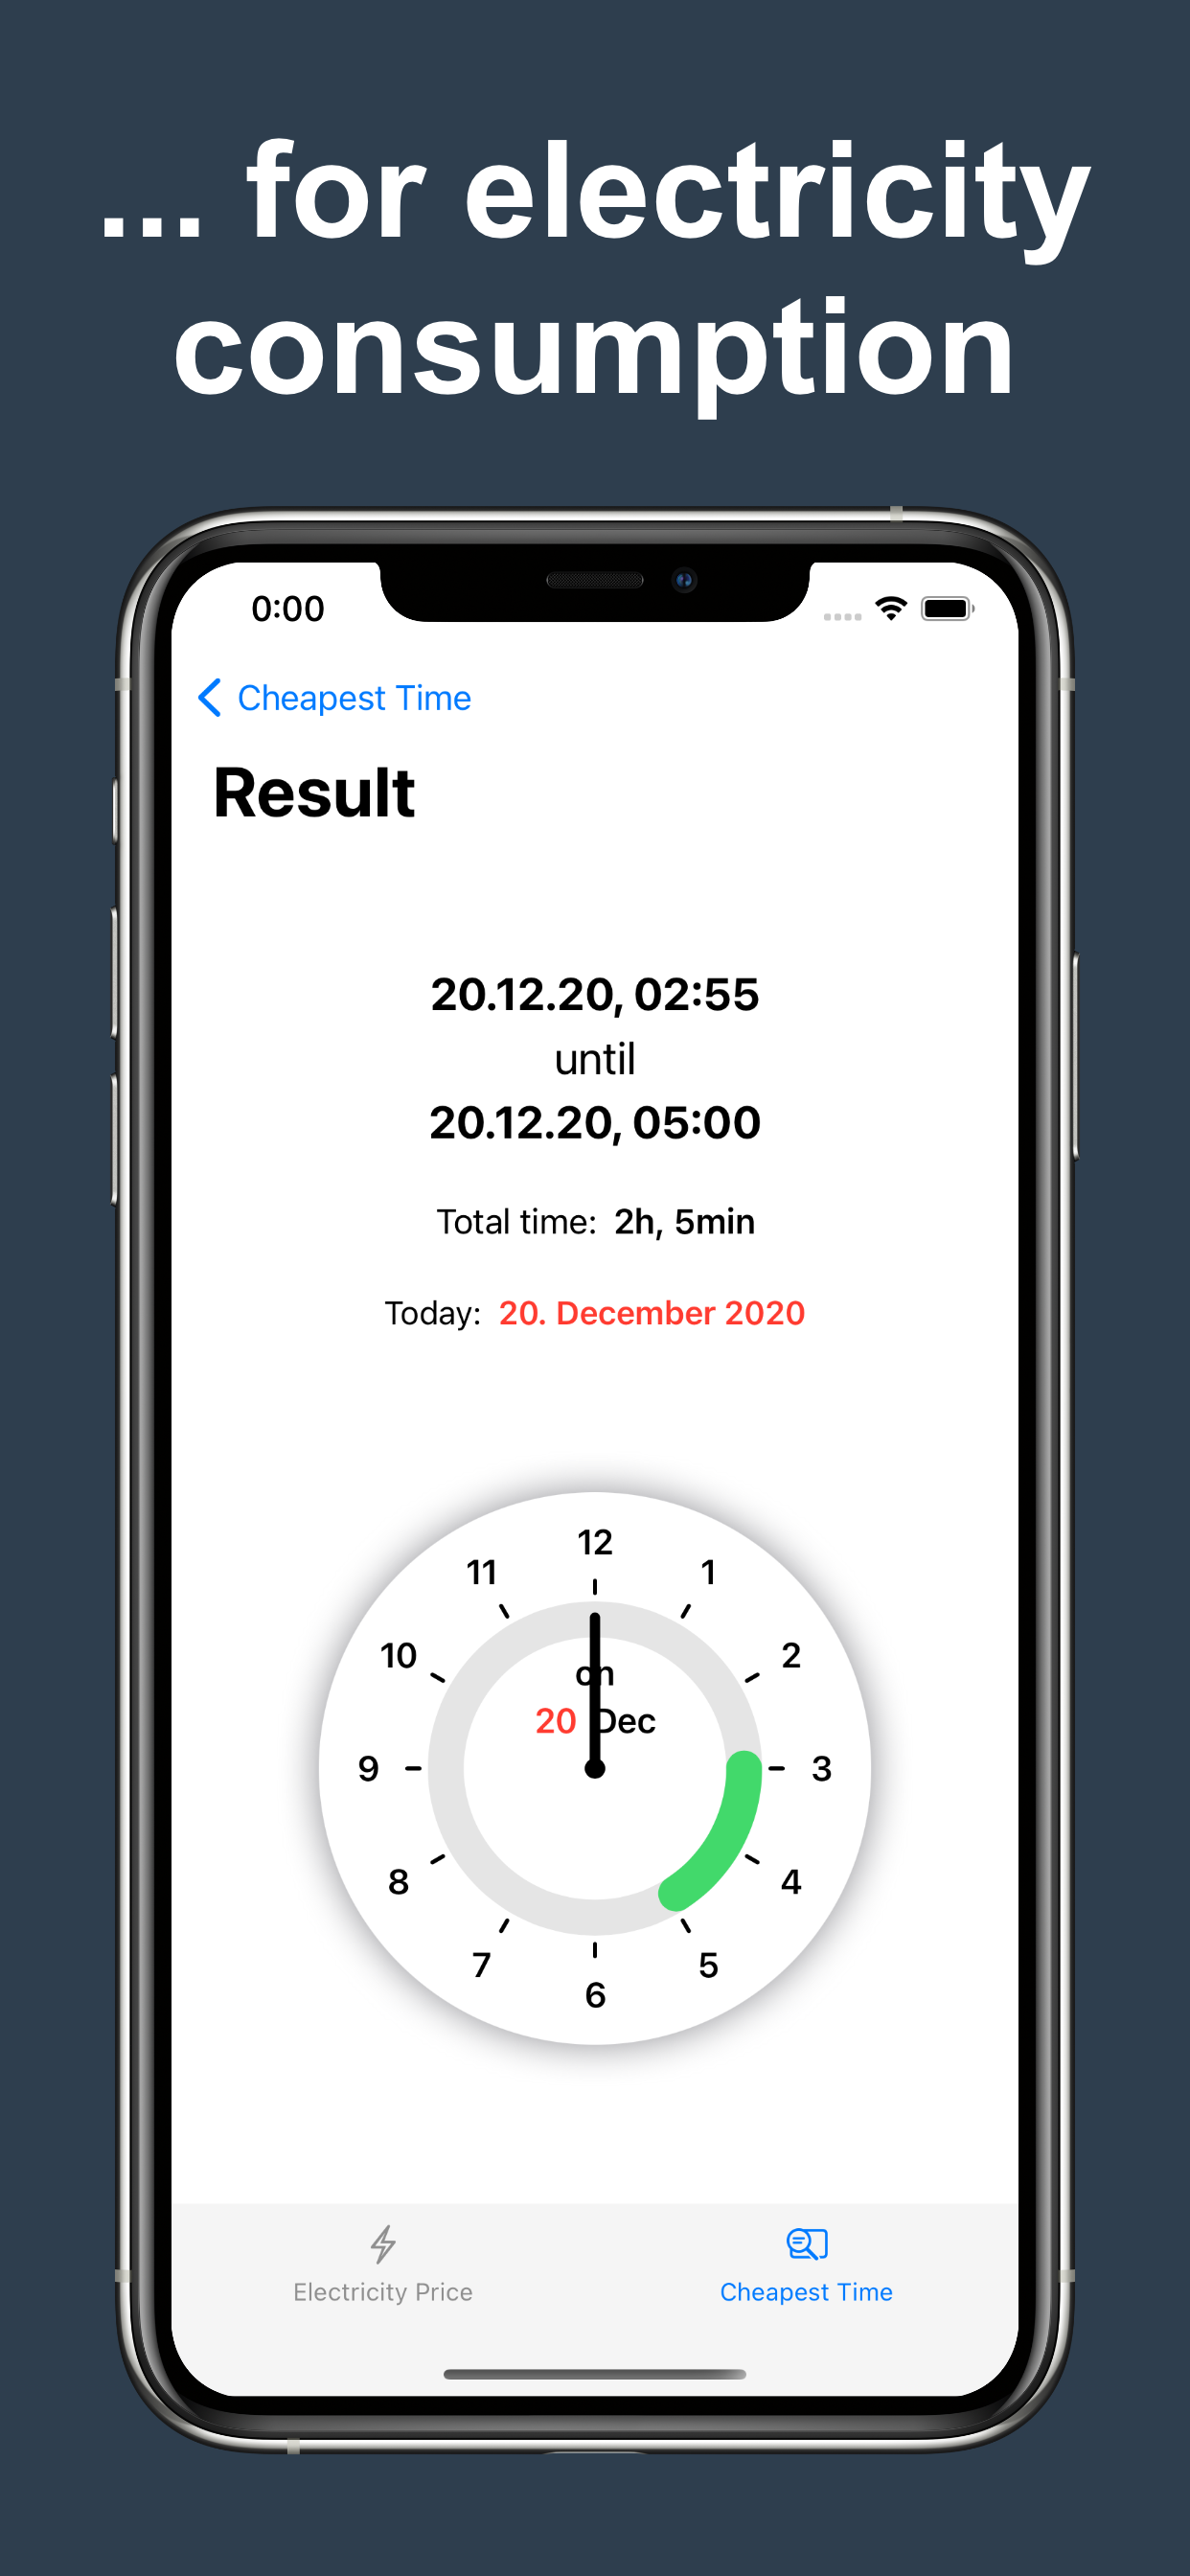 ... for electricity
consumption
0:00
Cheapest Time
Result
20.12.20, 02:55
until
20.12.20, 05:00
Total time: 2h, 5min
Today: 20. December 2020
12
11
1
10
2
on
20 Dec
9
3
8
4
7
5
6
Electricity Price
Cheapest Time